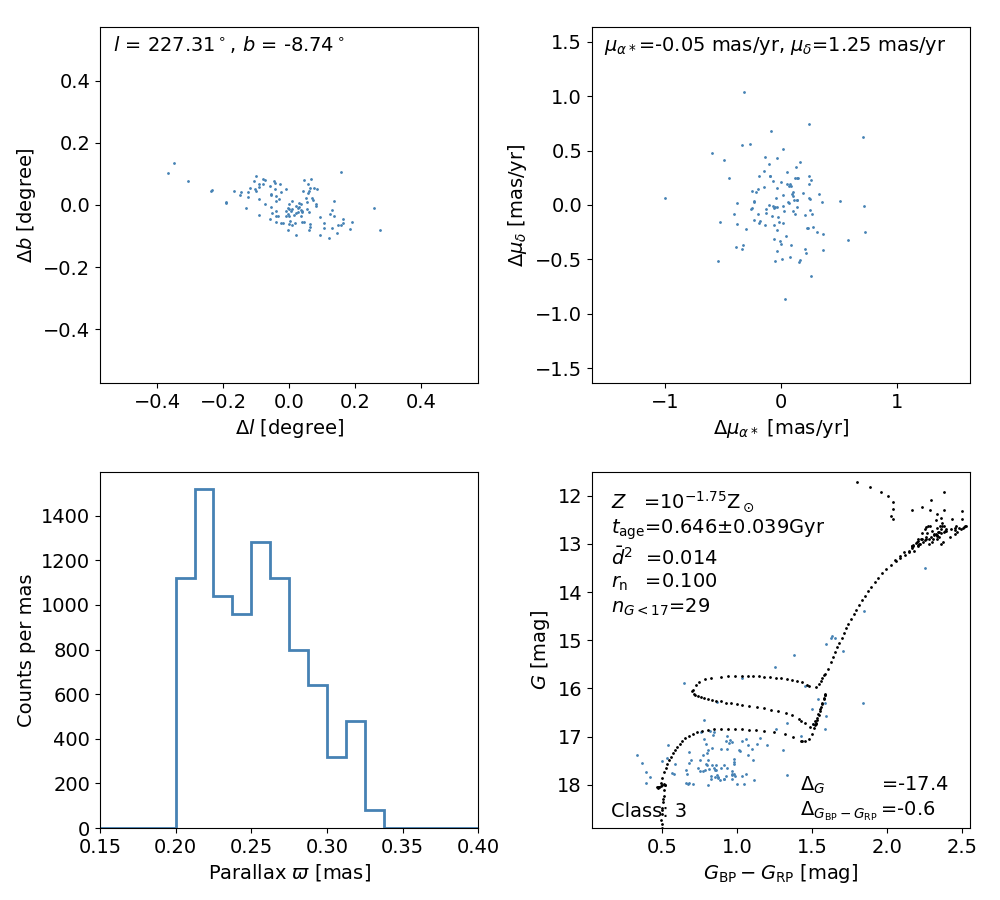 l = 227.31°, b = -8.74°
0.4
0.2
0.0
−0.2
−0.4
Δb [degree]
−0.4 −0.2 0.0 0.2 0.4
Δl [degree]
μα*=-0.05 mas/yr, μδ=1.25 mas/yr
1.5
1.0
0.5
0.0
−0.5
−1.0
−1.5
Δμδ [mas/yr]
−1 0 1
Δμα* [mas/yr]
1400
1200
1000
800
600
400
200
0
Counts per mas
0.15 0.20 0.25 0.30 0.35 0.40
Parallax ϖ [mas]
Z =10^−1.75 Z⊙
t_age=0.646±0.039Gyr
d̄² =0.014
r_n =0.100
n_G<17=29
12
13
14
15
16
17
18
G [mag]
Δ_G =-17.4
Δ_GBP−GRP =-0.6
Class 3
0.5 1.0 1.5 2.0 2.5
G_BP − G_RP [mag]